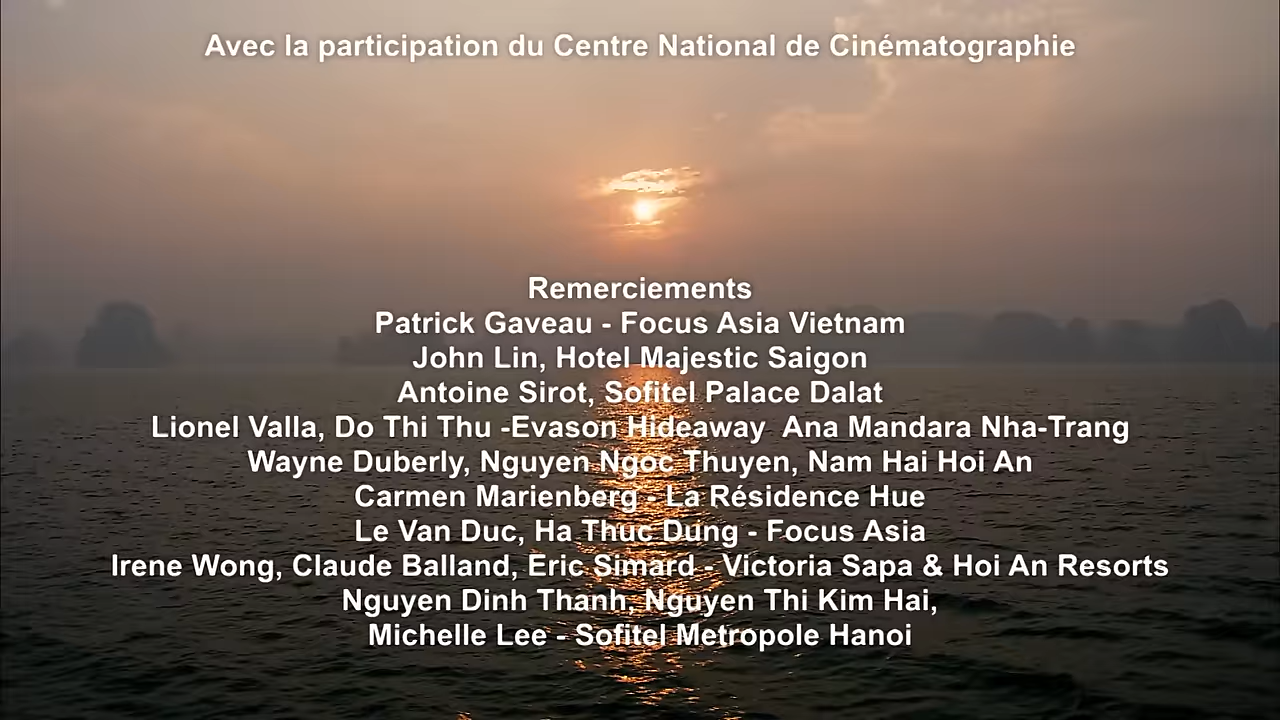 Avec la participation du Centre National de Cinématographie
Remerciements
Patrick Gaveau - Focus Asia Vietnam
John Lin, Hotel Majestic Saigon
Antoine Sirot, Sofitel Palace Dalat
Lionel Valla, Do Thi Thu -Evason Hideaway  Ana Mandara Nha-Trang
Wayne Duberly, Nguyen Ngoc Thuyen, Nam Hai Hoi An
Carmen Marienberg - La Résidence Hue
Le Van Duc, Ha Thuc Dung - Focus Asia
Irene Wong, Claude Balland, Eric Simard - Victoria Sapa & Hoi An Resorts
Nguyen Dinh Thanh, Nguyen Thi Kim Hai,
Michelle Lee - Sofitel Metropole Hanoi